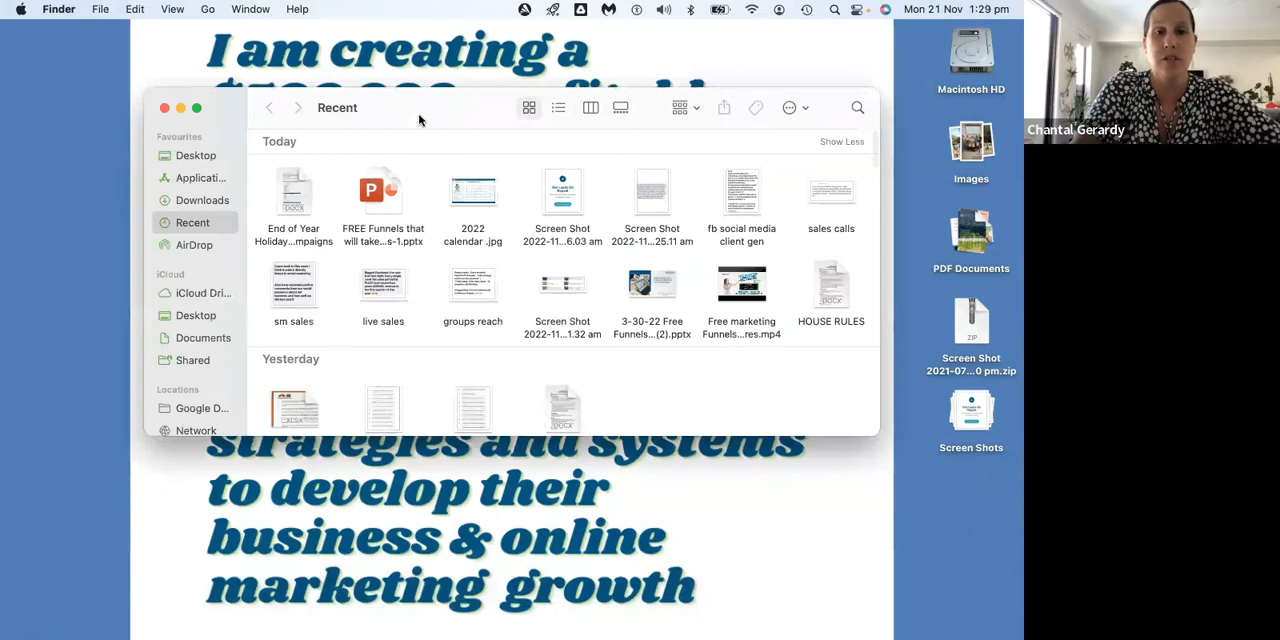 Finder File Edit View Go Window Help
Mon 21 Nov 1:29 pm
I am creating a
Recent
Favourites
Desktop
Applicati...
Downloads
Recent
AirDrop
iCloud
iCloud Dri...
Desktop
Documents
Shared
Locations
Google D...
Network
Today
Show Less
End of Year
Holiday...mpaigns
FREE Funnels that
will take...s-1.pptx
2022
calendar .jpg
Screen Shot
2022-11...6.03 am
Screen Shot
2022-11...25.11 am
fb social media
client gen
sales calls
sm sales
live sales
groups reach
Screen Shot
2022-11...1.32 am
3-30-22 Free
Funnels...(2).pptx
Free marketing
Funnels...res.mp4
HOUSE RULES
DOCX
Yesterday
strategies and systems
to develop their
business & online
marketing growth
Macintosh HD
Images
PDF Documents
ZIP
Screen Shot
2021-07...0 pm.zip
Screen Shots
Chantal Gerardy